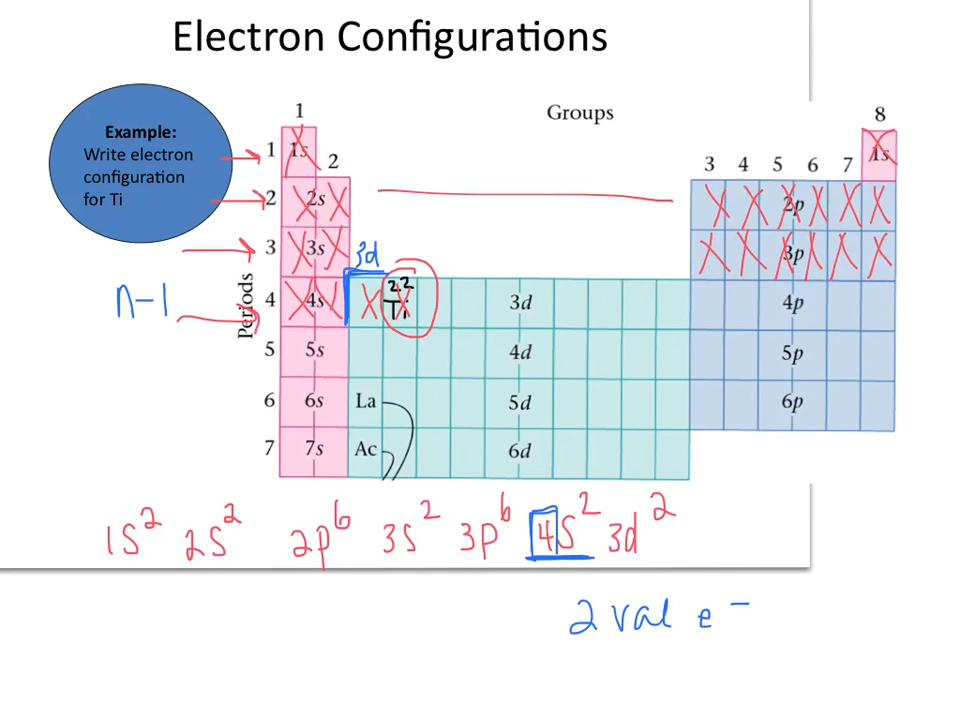 Electron Configurations
Example:
Write electron
configuration
for Ti
Groups
1 8
1 1s 2 3 4 5 6 7 1s
2 2s 2p
3 3s 3d 3p
n-1 Periods 4 4s 22 Ti 3d 4p
5 5s 4d 5p
6 6s La 5d 6p
7 7s Ac 6d
1s² 2s² 2p⁶ 3s² 3p⁶ 4s² 3d²
2 val e⁻